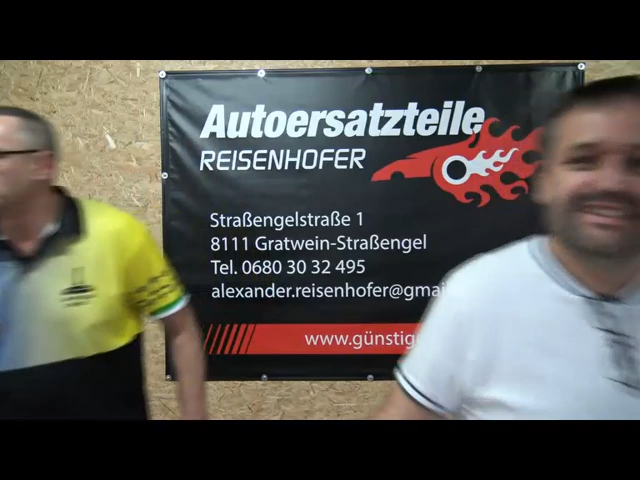 Autoersatzteile
REISENHOFER
Straßengelstraße 1
8111 Gratwein-Straßengel
Tel. 0680 30 32 495
alexander.reisenhofer@gmai
www.günstig